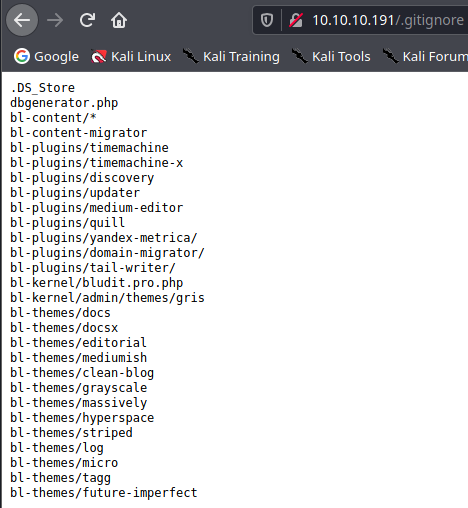 10.10.10.191/.gitignore
Google Kali Linux Kali Training Kali Tools Kali Forum
.DS_Store
dbgenerator.php
bl-content/*
bl-content-migrator
bl-plugins/timemachine
bl-plugins/timemachine-x
bl-plugins/discovery
bl-plugins/updater
bl-plugins/medium-editor
bl-plugins/quill
bl-plugins/yandex-metrica/
bl-plugins/domain-migrator/
bl-plugins/tail-writer/
bl-kernel/bludit.pro.php
bl-kernel/admin/themes/gris
bl-themes/docs
bl-themes/docsx
bl-themes/editorial
bl-themes/mediumish
bl-themes/clean-blog
bl-themes/grayscale
bl-themes/massively
bl-themes/hyperspace
bl-themes/striped
bl-themes/log
bl-themes/micro
bl-themes/tagg
bl-themes/future-imperfect